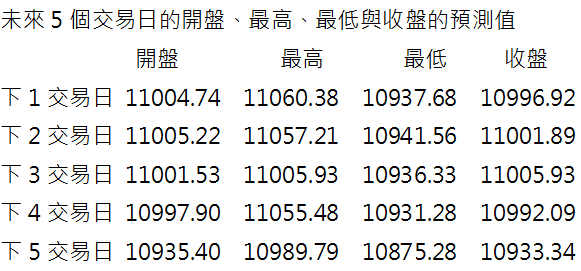 未來 5 個交易日的開盤、最高、最低與收盤的預測值
開盤 最高 最低 收盤
下 1 交易日 11004.74 11060.38 10937.68 10996.92
下 2 交易日 11005.22 11057.21 10941.56 11001.89
下 3 交易日 11001.53 11005.93 10936.33 11005.93
下 4 交易日 10997.90 11055.48 10931.28 10992.09
下 5 交易日 10935.40 10989.79 10875.28 10933.34